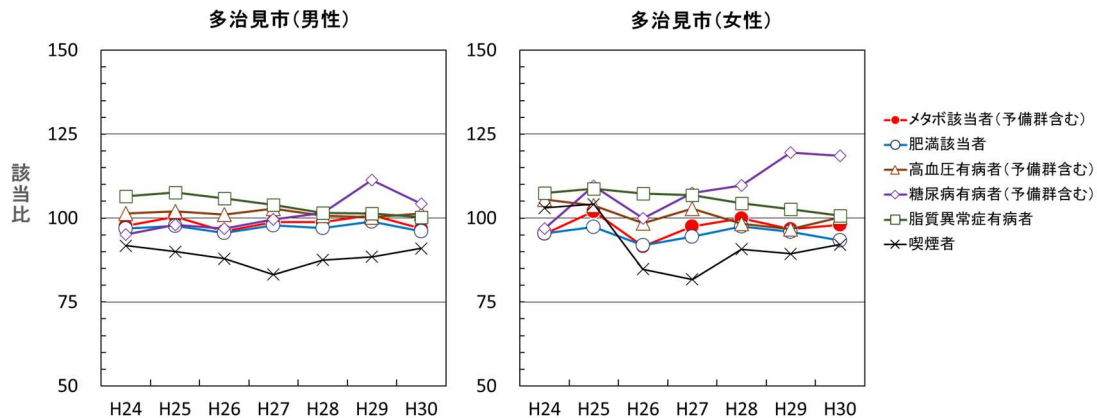 多治見市（男性）
150
125
100
75
50
該当比
H24 H25 H26 H27 H28 H29 H30
多治見市（女性）
150
125
100
75
50
H24 H25 H26 H27 H28 H29 H30
メタボ該当者（予備群含む）
肥満該当者
高血圧有病者（予備群含む）
糖尿病有病者（予備群含む）
脂質異常症有病者
喫煙者